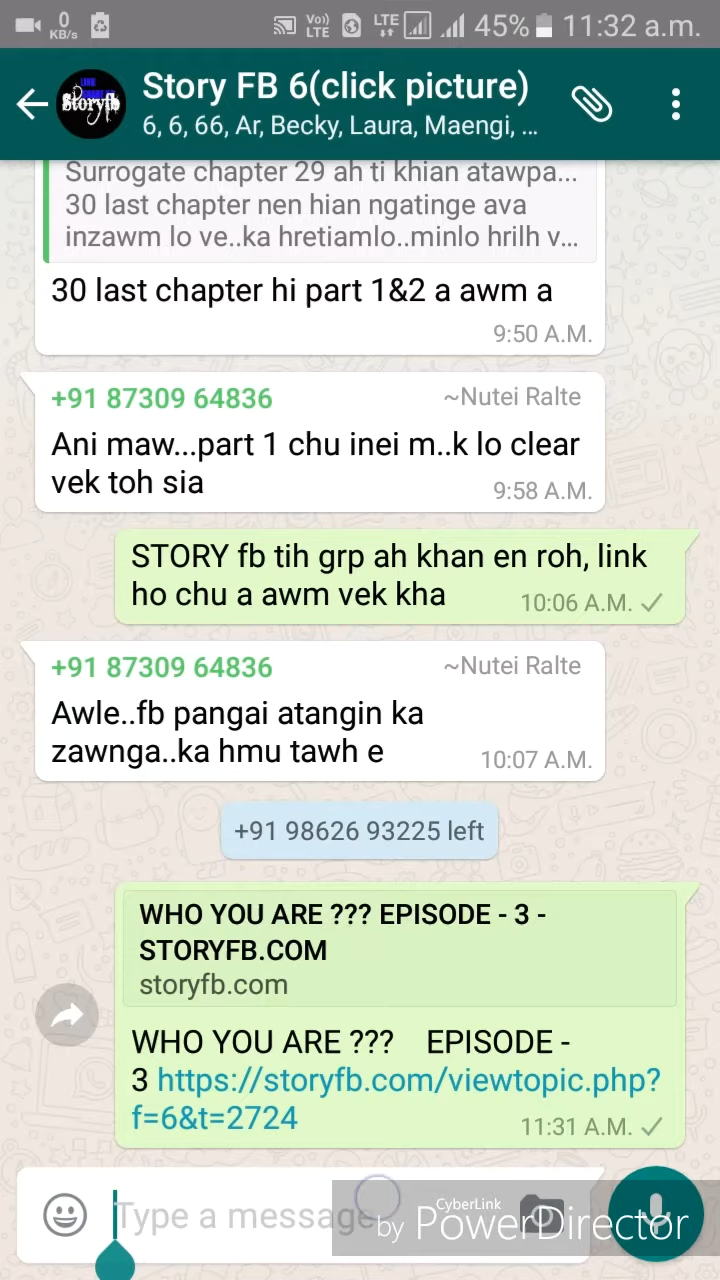 0
KB/s
Vo))
LTE
LTE
45%
11:32 a.m.
Storyfb
Story FB 6(click picture)
6, 6, 66, Ar, Becky, Laura, Maengi, ...
Surrogate chapter 29 ah ti khian atawpa...
30 last chapter nen hian ngatinge ava
inzawm lo ve..ka hretiamlo..minlo hrilh v...
30 last chapter hi part 1&2 a awm a
9:50 A.M.
+91 87309 64836 ~Nutei Ralte
Ani maw...part 1 chu inei m..k lo clear
vek toh sia
9:58 A.M.
STORY fb tih grp ah khan en roh, link
ho chu a awm vek kha
10:06 A.M.
+91 87309 64836 ~Nutei Ralte
Awle..fb pangai atangin ka
zawnga..ka hmu tawh e
10:07 A.M.
+91 98626 93225 left
WHO YOU ARE ??? EPISODE - 3 -
STORYFB.COM
storyfb.com
WHO YOU ARE ??? EPISODE -
3 https://storyfb.com/viewtopic.php?
f=6&t=2724
11:31 A.M.
Type a message
CyberLink
by PowerDirector